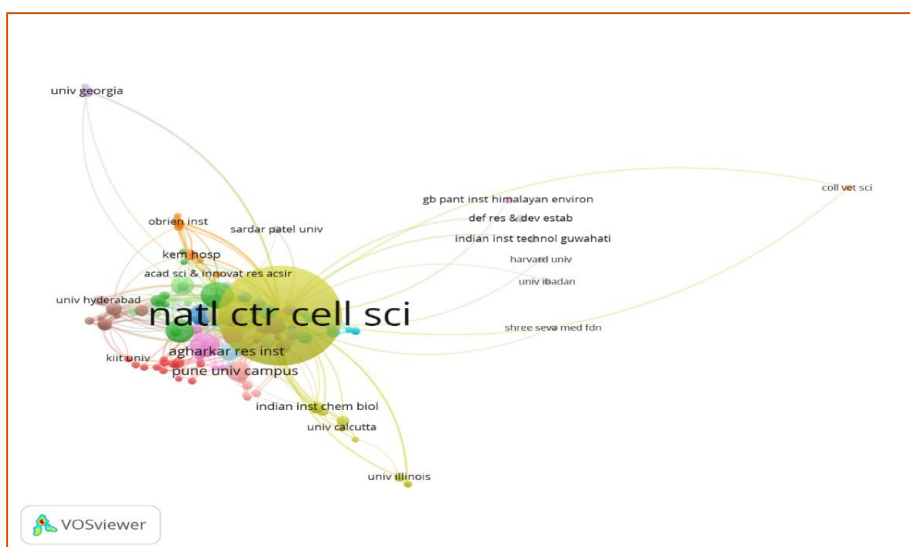 univ georgia
coll vet sci
gb pant inst himalayan environ
obrien inst
def res & dev estab
sardar patel univ
indian inst technol guwahati
kem hosp
harvard univ
acad sci & innovat res acsir
univ ibadan
univ hyderabad
natl ctr cell sci
shree seva med fdn
agharkar res inst
kiit univ
pune univ campus
indian inst chem biol
univ calcutta
univ illinois
VOSviewer